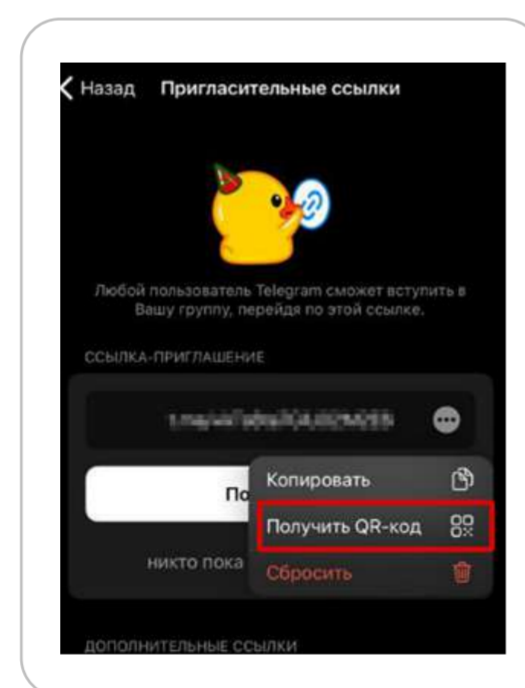 Назад Пригласительные ссылки
Любой пользователь Telegram сможет вступить в
Вашу группу, перейдя по этой ссылке.
ССЫЛКА-ПРИГЛАШЕНИЕ
Копировать
По
Получить QR-код
никто пока
Сбросить
ДОПОЛНИТЕЛЬНЫЕ ССЫЛКИ